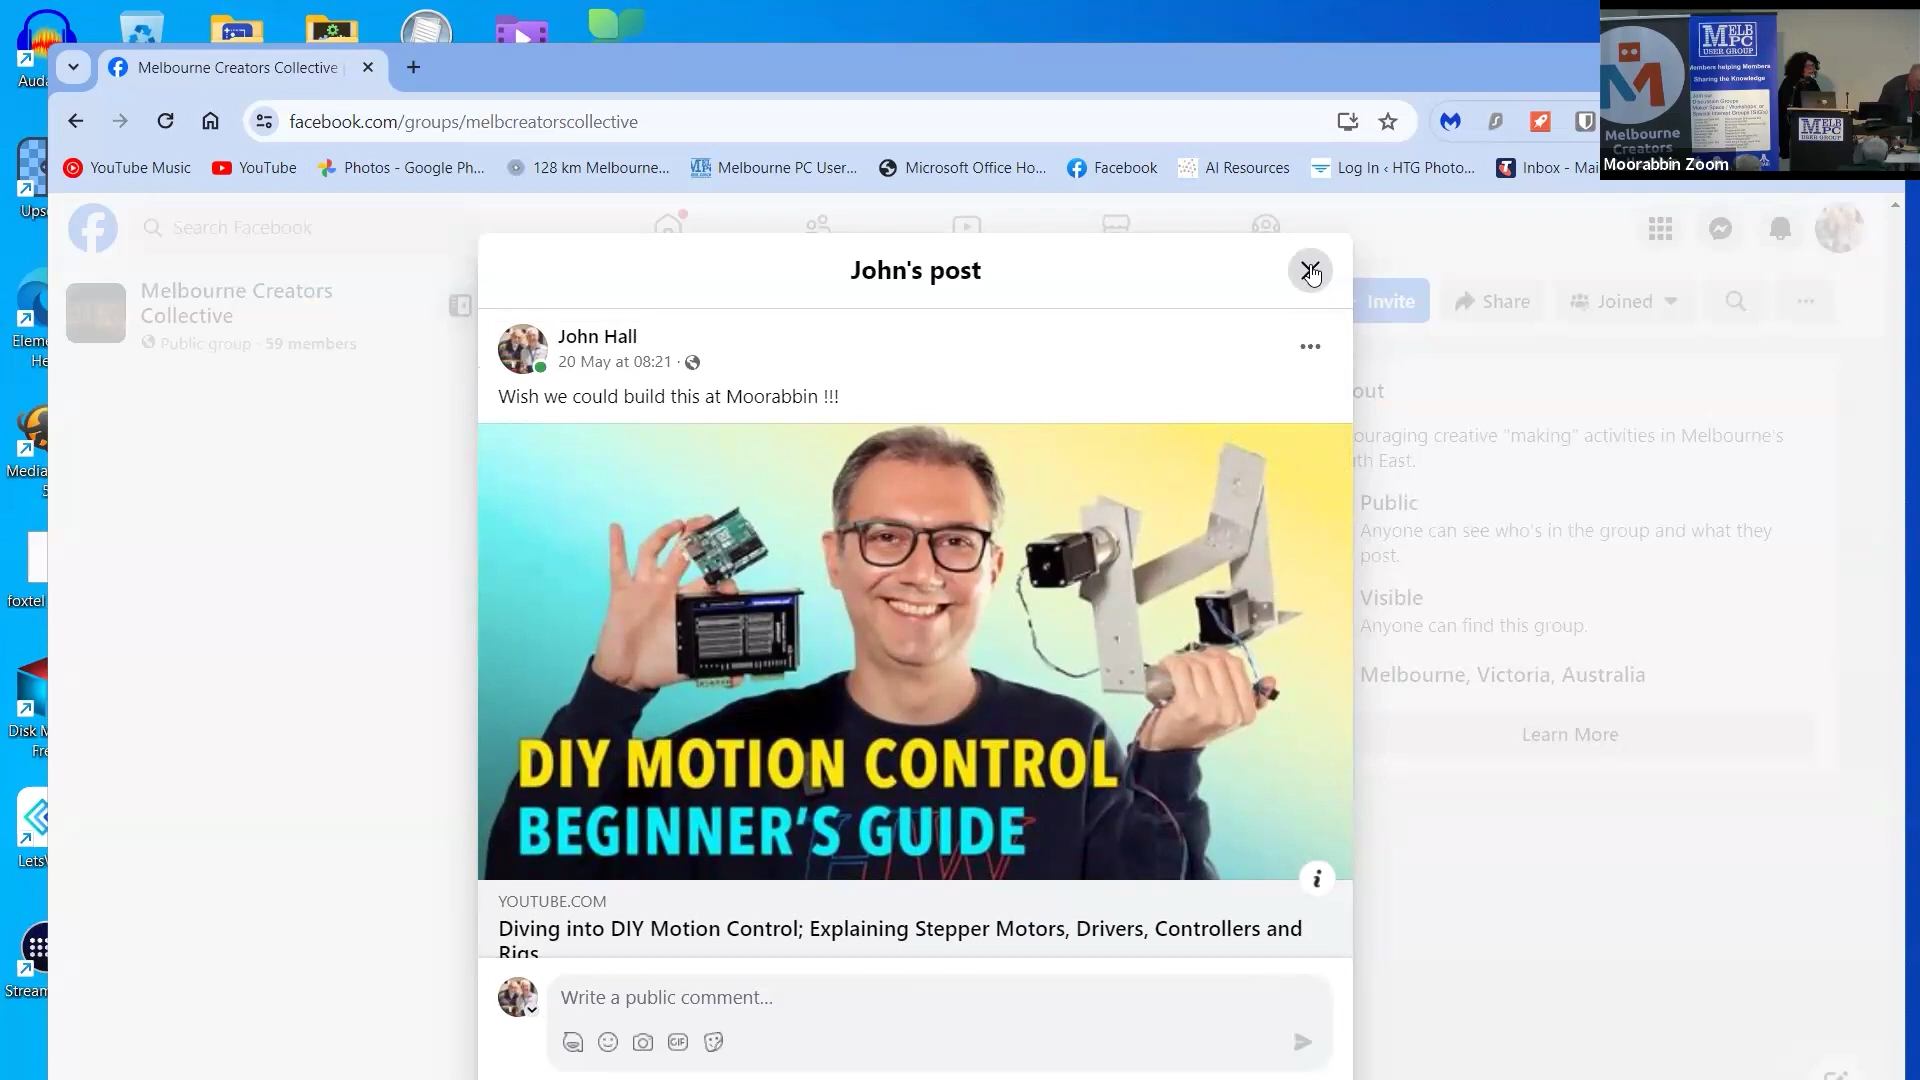 Melbourne Creators Collective
facebook.com/groups/melbcreatorscollective
YouTube Music
YouTube
Photos - Google Ph...
128 km Melbourne...
Melbourne PC User...
Microsoft Office Ho...
Facebook
AI Resources
Log In ‹ HTG Photo...
Inbox - Mai
MELB
PC
USER GROUP
Members helping Members
Sharing the Knowledge
Melbourne
MELB
PC
USER GROUP
Moorabbin Zoom
Auda
Ups
Eleme
He
Media
5
foxtel
Disk M
Fre
Lets
Stream
Search Facebook
Melbourne Creators
Collective
Public group · 59 members
Invite
Share
Joined
John's post
John Hall
20 May at 08:21 ·
Wish we could build this at Moorabbin !!!
DIY MOTION CONTROL
BEGINNER'S GUIDE
YOUTUBE.COM
Diving into DIY Motion Control; Explaining Stepper Motors, Drivers, Controllers and
Rigs
Write a public comment...
GIF
out
ouraging creative "making" activities in Melbourne's
th East.
Public
Anyone can see who's in the group and what they
post.
Visible
Anyone can find this group.
Melbourne, Victoria, Australia
Learn More